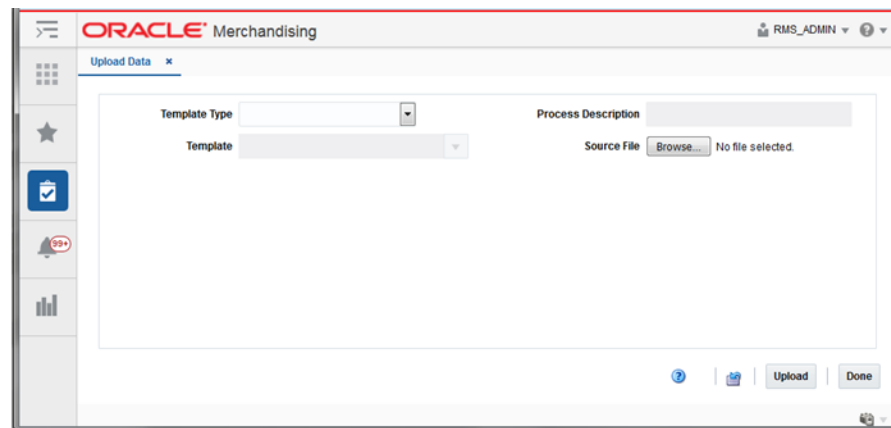 ORACLE® Merchandising
RMS_ADMIN
Upload Data ×
Template Type
Process Description
Template
Source File Browse... No file selected.
99+
Upload
Done